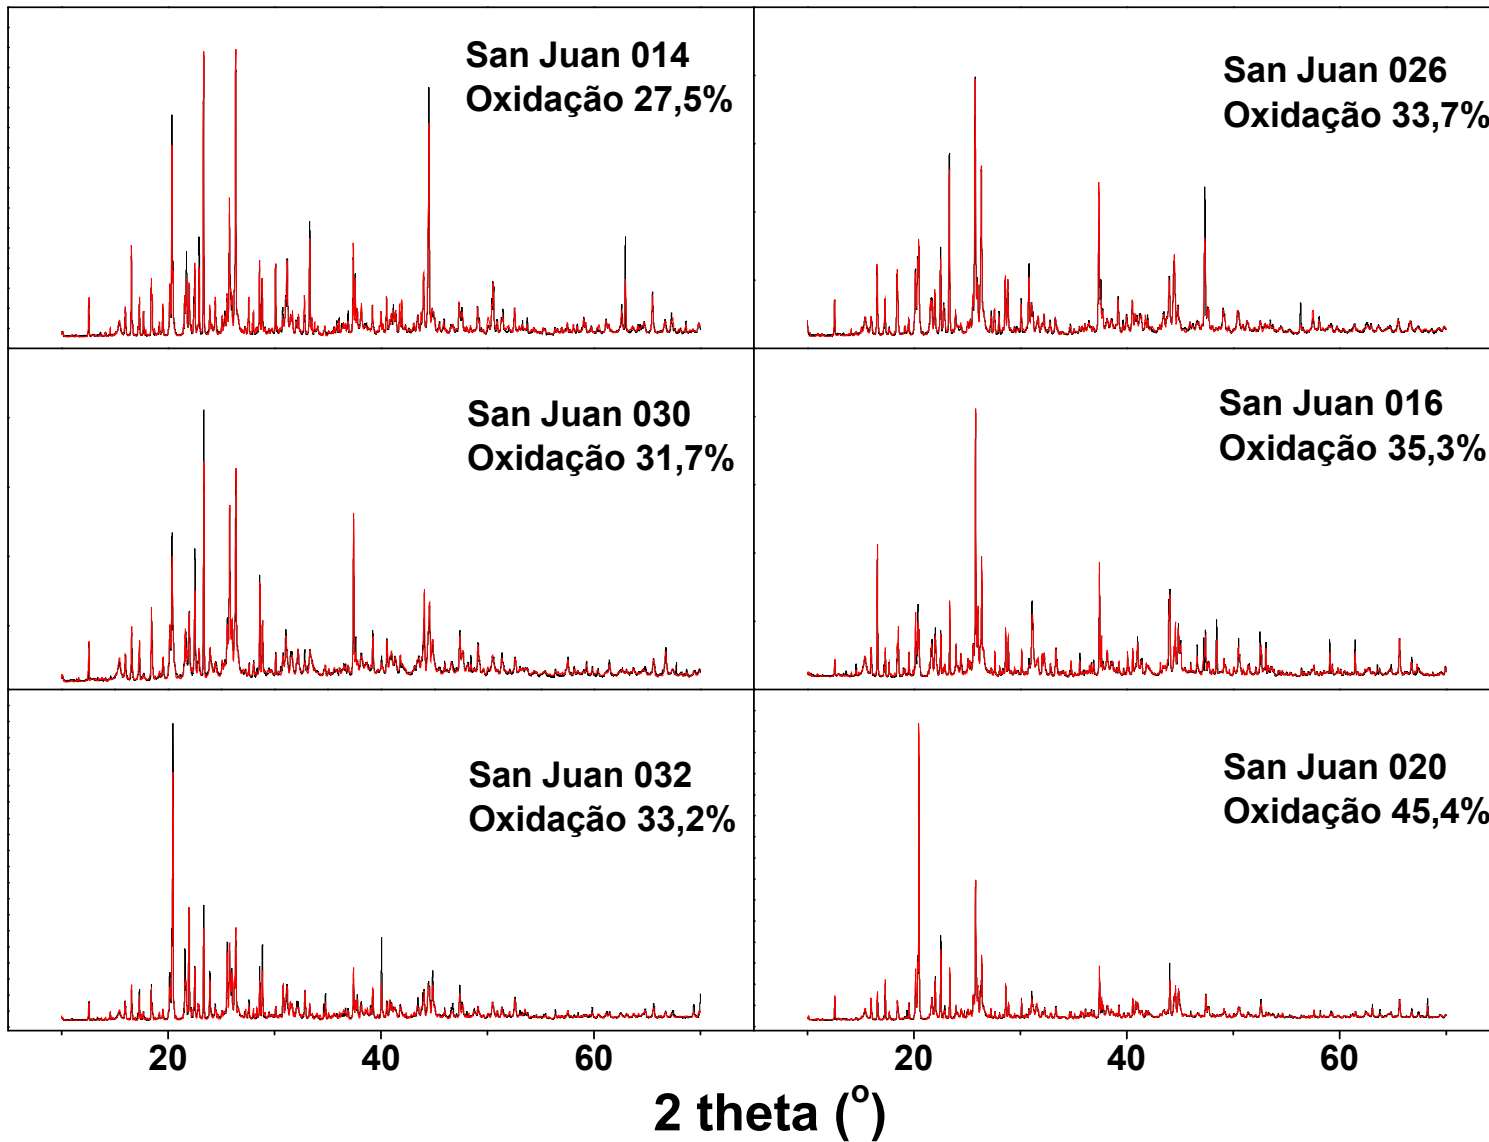 San Juan 014
Oxidação 27,5%
San Juan 026
Oxidação 33,7%
San Juan 030
Oxidação 31,7%
San Juan 016
Oxidação 35,3%
San Juan 032
Oxidação 33,2%
San Juan 020
Oxidação 45,4%
20 40 60 20 40 60
2 theta (°)